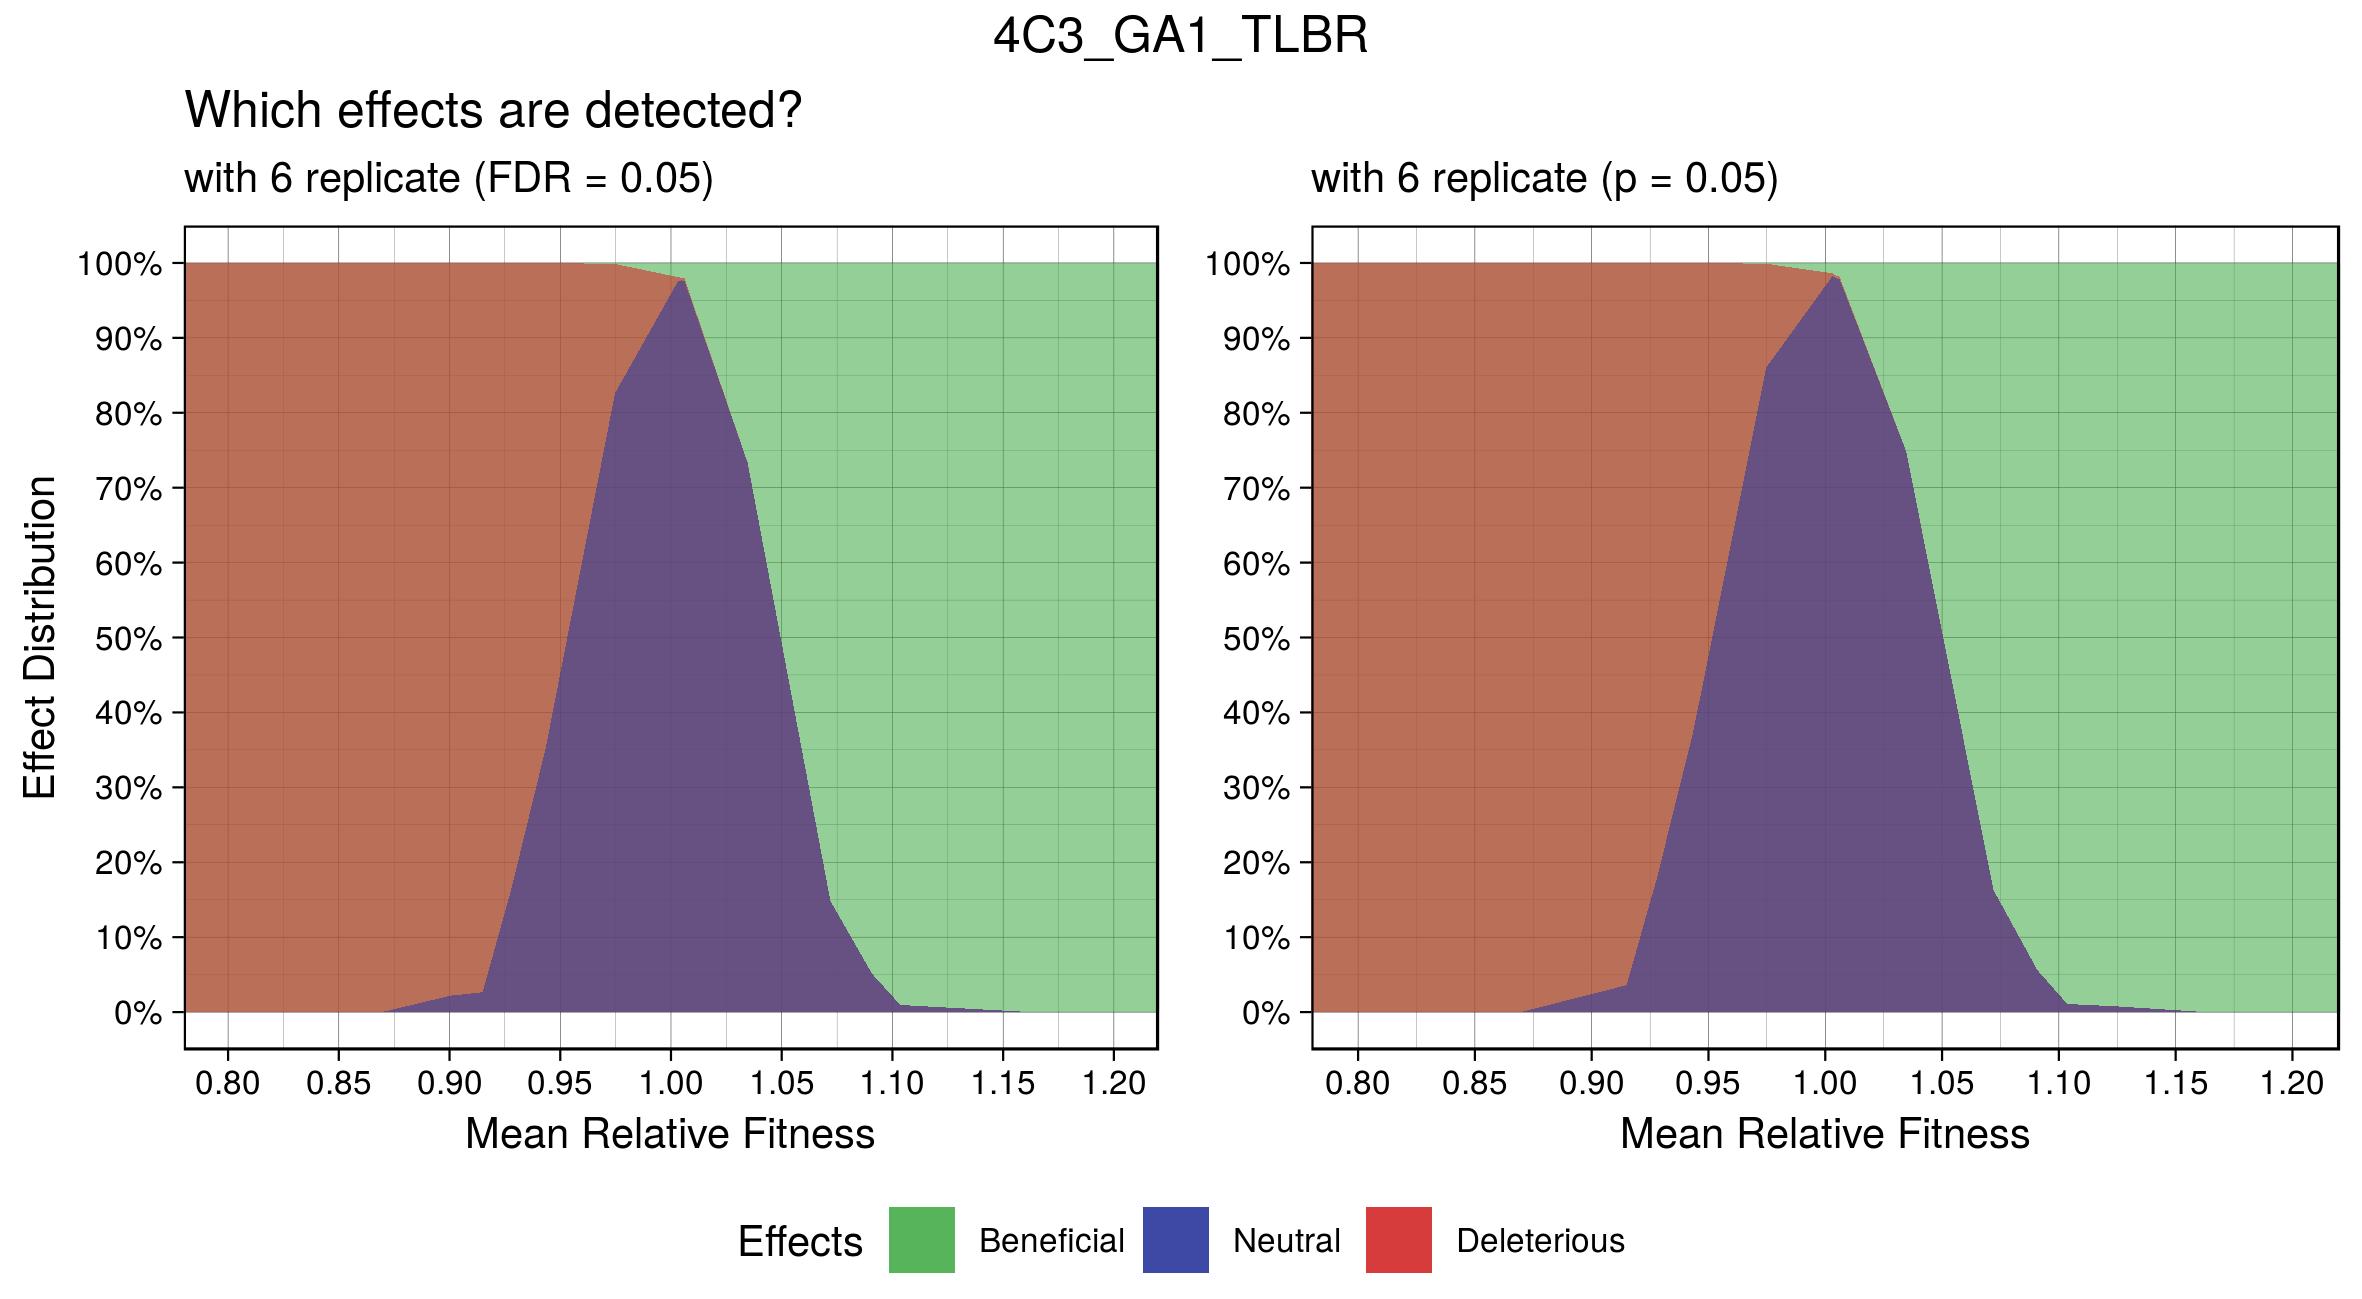 4C3_GA1_TLBR
Which effects are detected?
with 6 replicate (FDR = 0.05)
with 6 replicate (p = 0.05)
Effect Distribution
100%
90%
80%
70%
60%
50%
40%
30%
20%
10%
0%
0.80 0.85 0.90 0.95 1.00 1.05 1.10 1.15 1.20
Mean Relative Fitness
100%
90%
80%
70%
60%
50%
40%
30%
20%
10%
0%
0.80 0.85 0.90 0.95 1.00 1.05 1.10 1.15 1.20
Mean Relative Fitness
Effects Beneficial Neutral Deleterious